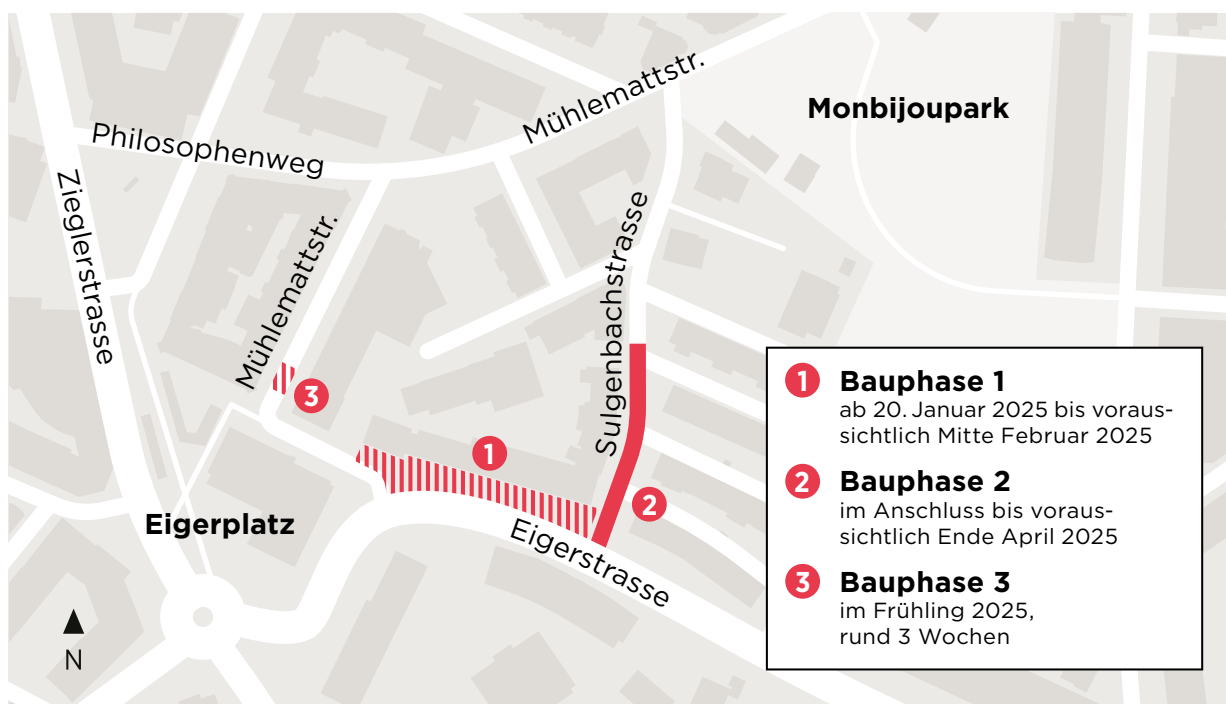 Mühlemattstr.
Monbijoupark
Philosophenweg
Zieglerstrasse
Mühlemattstr.
Sulgenbachstrasse
3
1
2
Eigerplatz
Eigerstrasse
N
1 Bauphase 1
ab 20. Januar 2025 bis voraus-
sichtlich Mitte Februar 2025
2 Bauphase 2
im Anschluss bis voraus-
sichtlich Ende April 2025
3 Bauphase 3
im Frühling 2025,
rund 3 Wochen